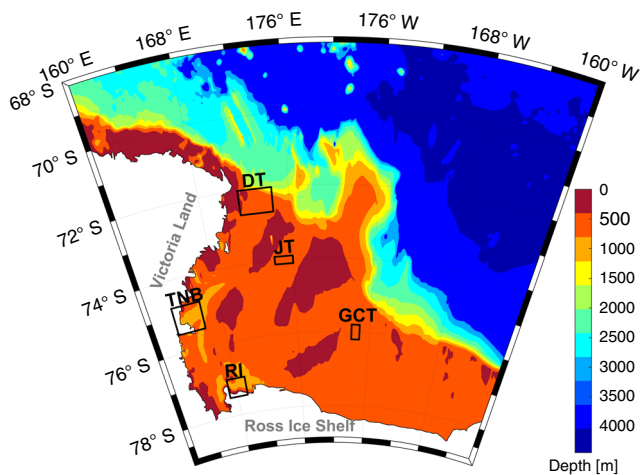 160° E
168° E
176° E
176° W
168° W
160° W
68° S
70° S
72° S
74° S
76° S
78° S
Victoria Land
DT
JT
TNB
GCT
RI
Ross Ice Shelf
0
500
1000
1500
2000
2500
3000
3500
4000
Depth [m]